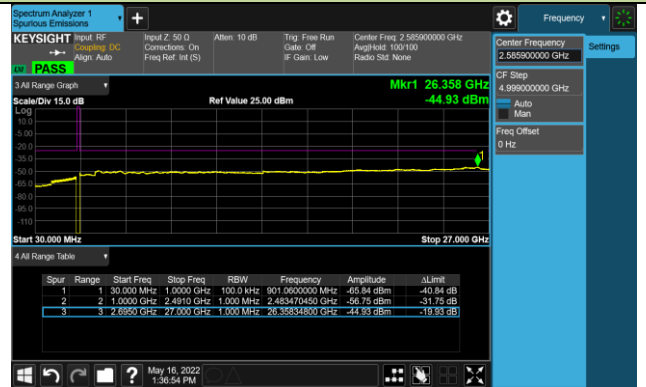 Spectrum Analyzer 1
Spurious Emissions
Frequency
KEYSIGHT
Input: RF
Coupling: DC
Align: Auto
Input Z: 50 Ω
Corrections: On
Freq Ref: Int (S)
Atten: 10 dB
Trig: Free Run
Gate: Off
IF Gain: Low
Center Freq: 2.585900000 GHz
Avg|Hold: 100/100
Radio Std: None
PASS
Center Frequency
2.585900000 GHz
Settings
CF Step
4.999000000 GHz
Auto
Man
Freq Offset
0 Hz
3 All Range Graph
Mkr1 26.358 GHz
Scale/Div 15.0 dB
Ref Value 25.00 dBm
-44.93 dBm
Log
10.0
-5.00
-20.0
-35.0
-50.0
-65.0
-80.0
-95.0
-110
1
Start 30.000 MHz
Stop 27.000 GHz
4 All Range Table
Spur Range Start Freq Stop Freq RBW Frequency Amplitude ΔLimit
1 1 30.000 MHz 1.0000 GHz 100.0 kHz 901.0600000 MHz -65.84 dBm -40.84 dB
2 2 1.0000 GHz 2.4910 GHz 1.000 MHz 2.483470450 GHz -56.75 dBm -31.75 dB
3 3 2.6950 GHz 27.000 GHz 1.000 MHz 26.35834800 GHz -44.93 dBm -19.93 dB
?
May 16, 2022
1:36:54 PM